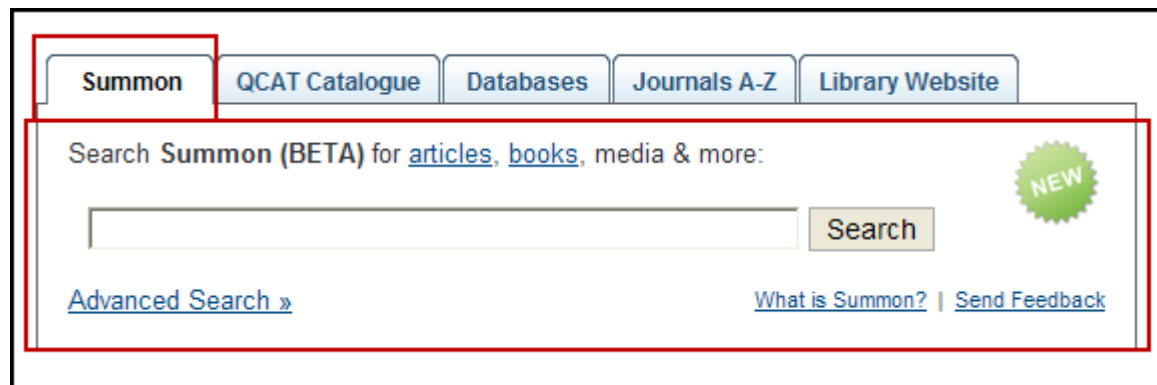 Summon QCAT Catalogue Databases Journals A-Z Library Website
Search Summon (BETA) for articles, books, media & more:
NEW
Search
Advanced Search »
What is Summon? | Send Feedback